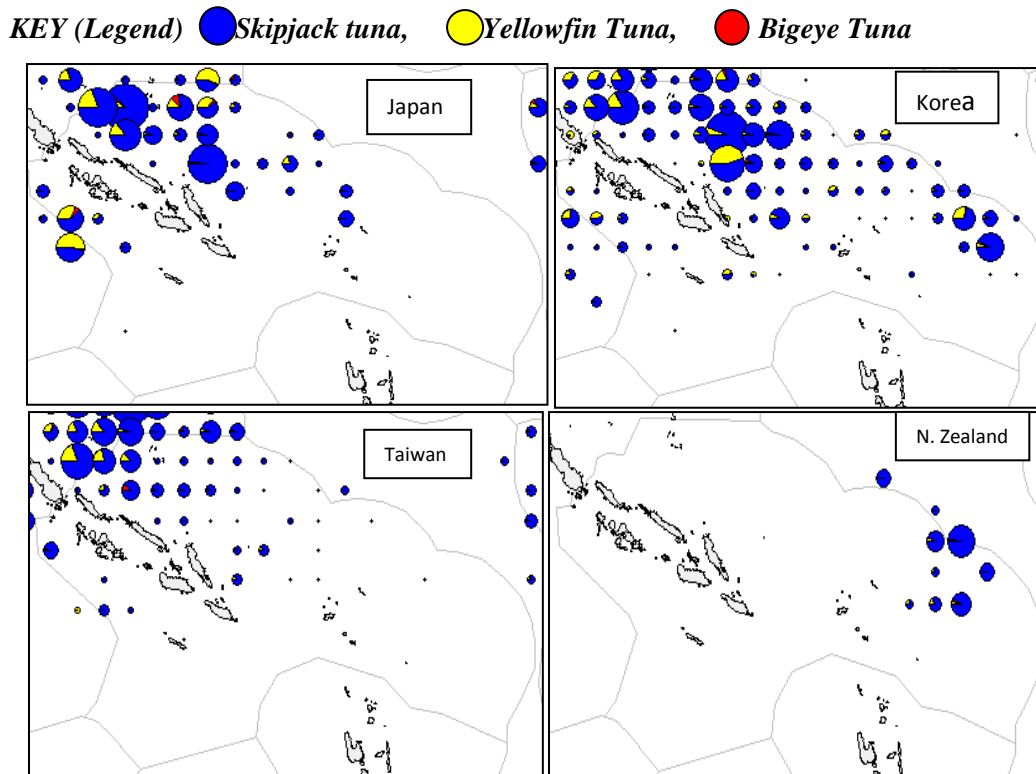 KEY (Legend) Skipjack tuna, Yellowfin Tuna, Bigeye Tuna
Japan
Korea
Taiwan
N. Zealand